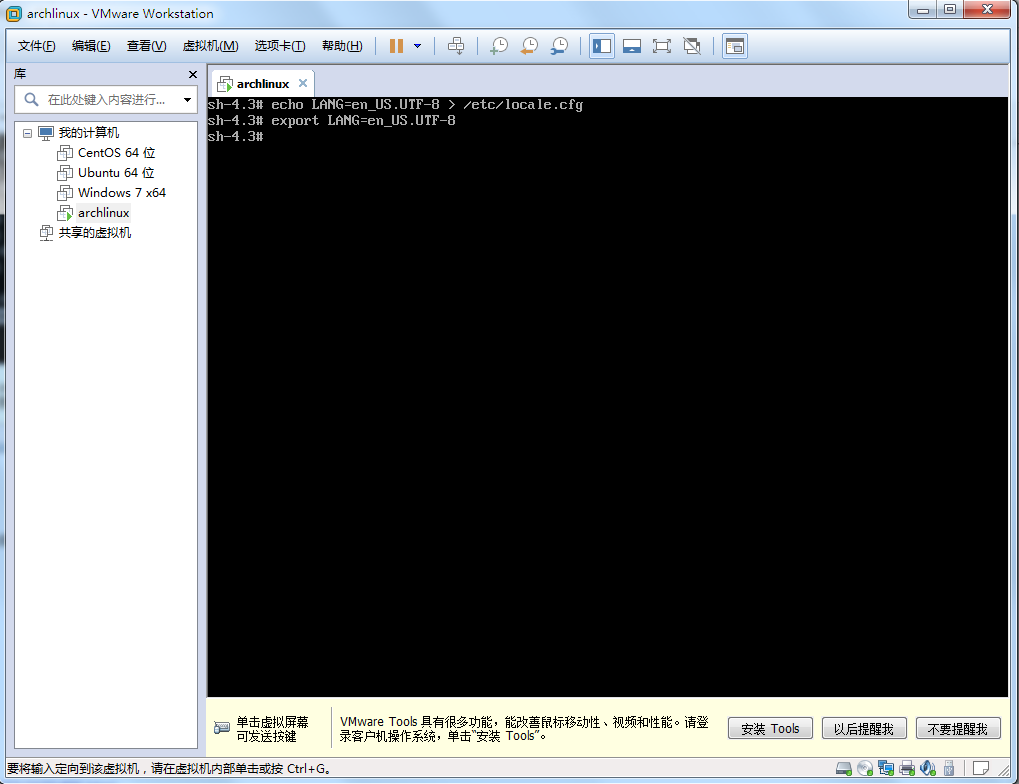 archlinux - VMware Workstation
文件(F) 编辑(E) 查看(V) 虚拟机(M) 选项卡(T) 帮助(H)
库
在此处键入内容进行...
我的计算机
CentOS 64 位
Ubuntu 64 位
Windows 7 x64
archlinux
共享的虚拟机
archlinux
sh-4.3# echo LANG=en_US.UTF-8 > /etc/locale.cfg
sh-4.3# export LANG=en_US.UTF-8
sh-4.3#
单击虚拟屏幕
可发送按键
VMware Tools 具有很多功能，能改善鼠标移动性、视频和性能。请登
录客户机操作系统，单击“安装 Tools”。
安装 Tools
以后提醒我
不要提醒我
要将输入定向到该虚拟机，请在虚拟机内部单击或按 Ctrl+G。